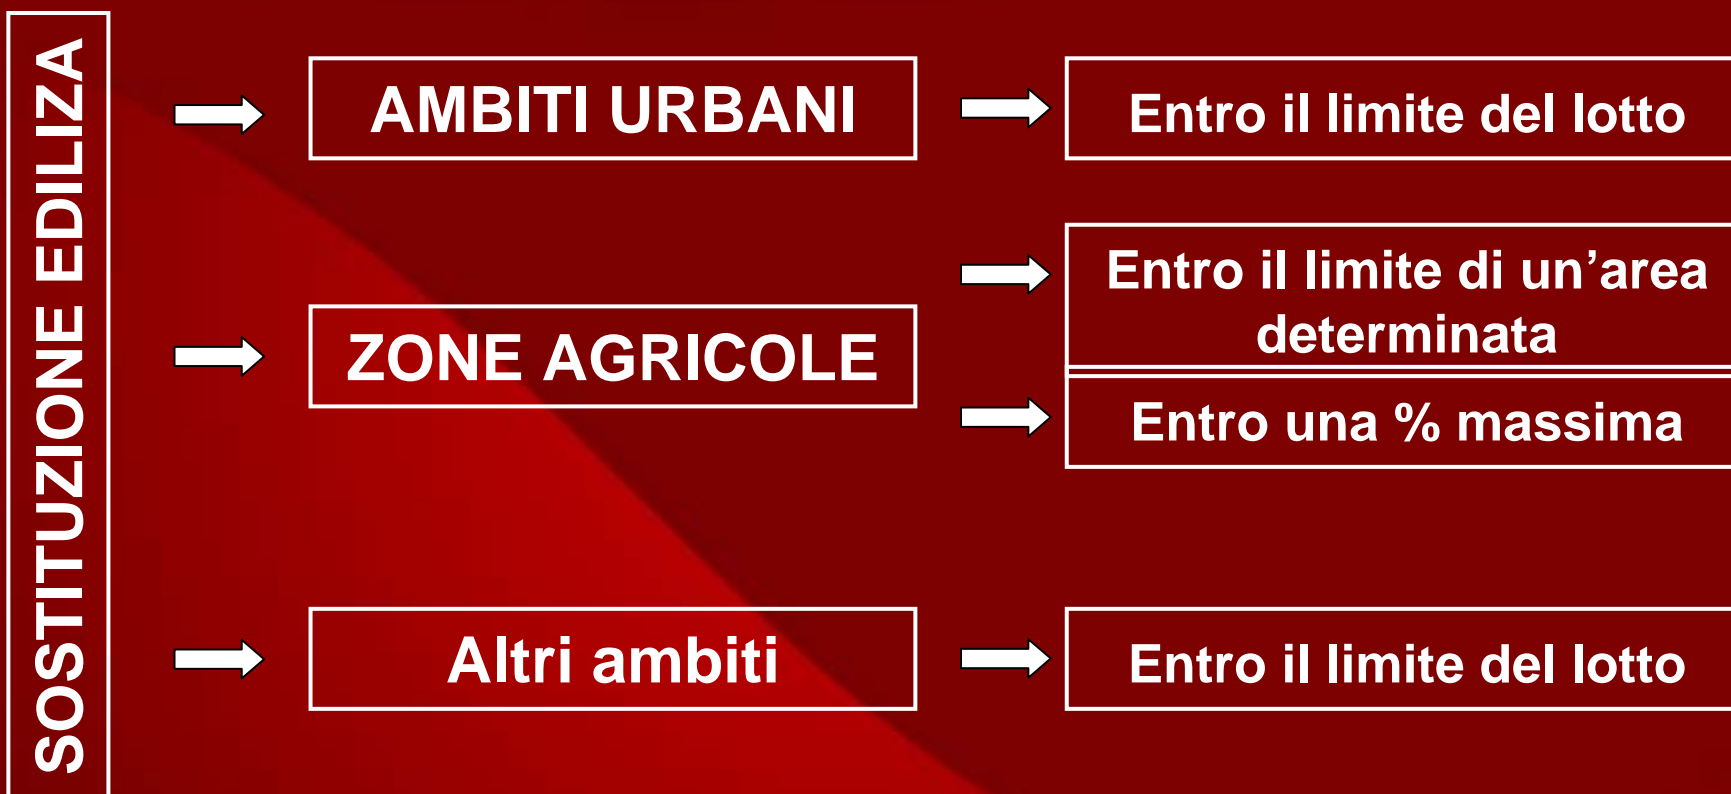 SOSTITUZIONE EDILIZA
AMBITI URBANI
Entro il limite del lotto
ZONE AGRICOLE
Entro il limite di un’area
determinata
Entro una % massima
Altri ambiti
Entro il limite del lotto